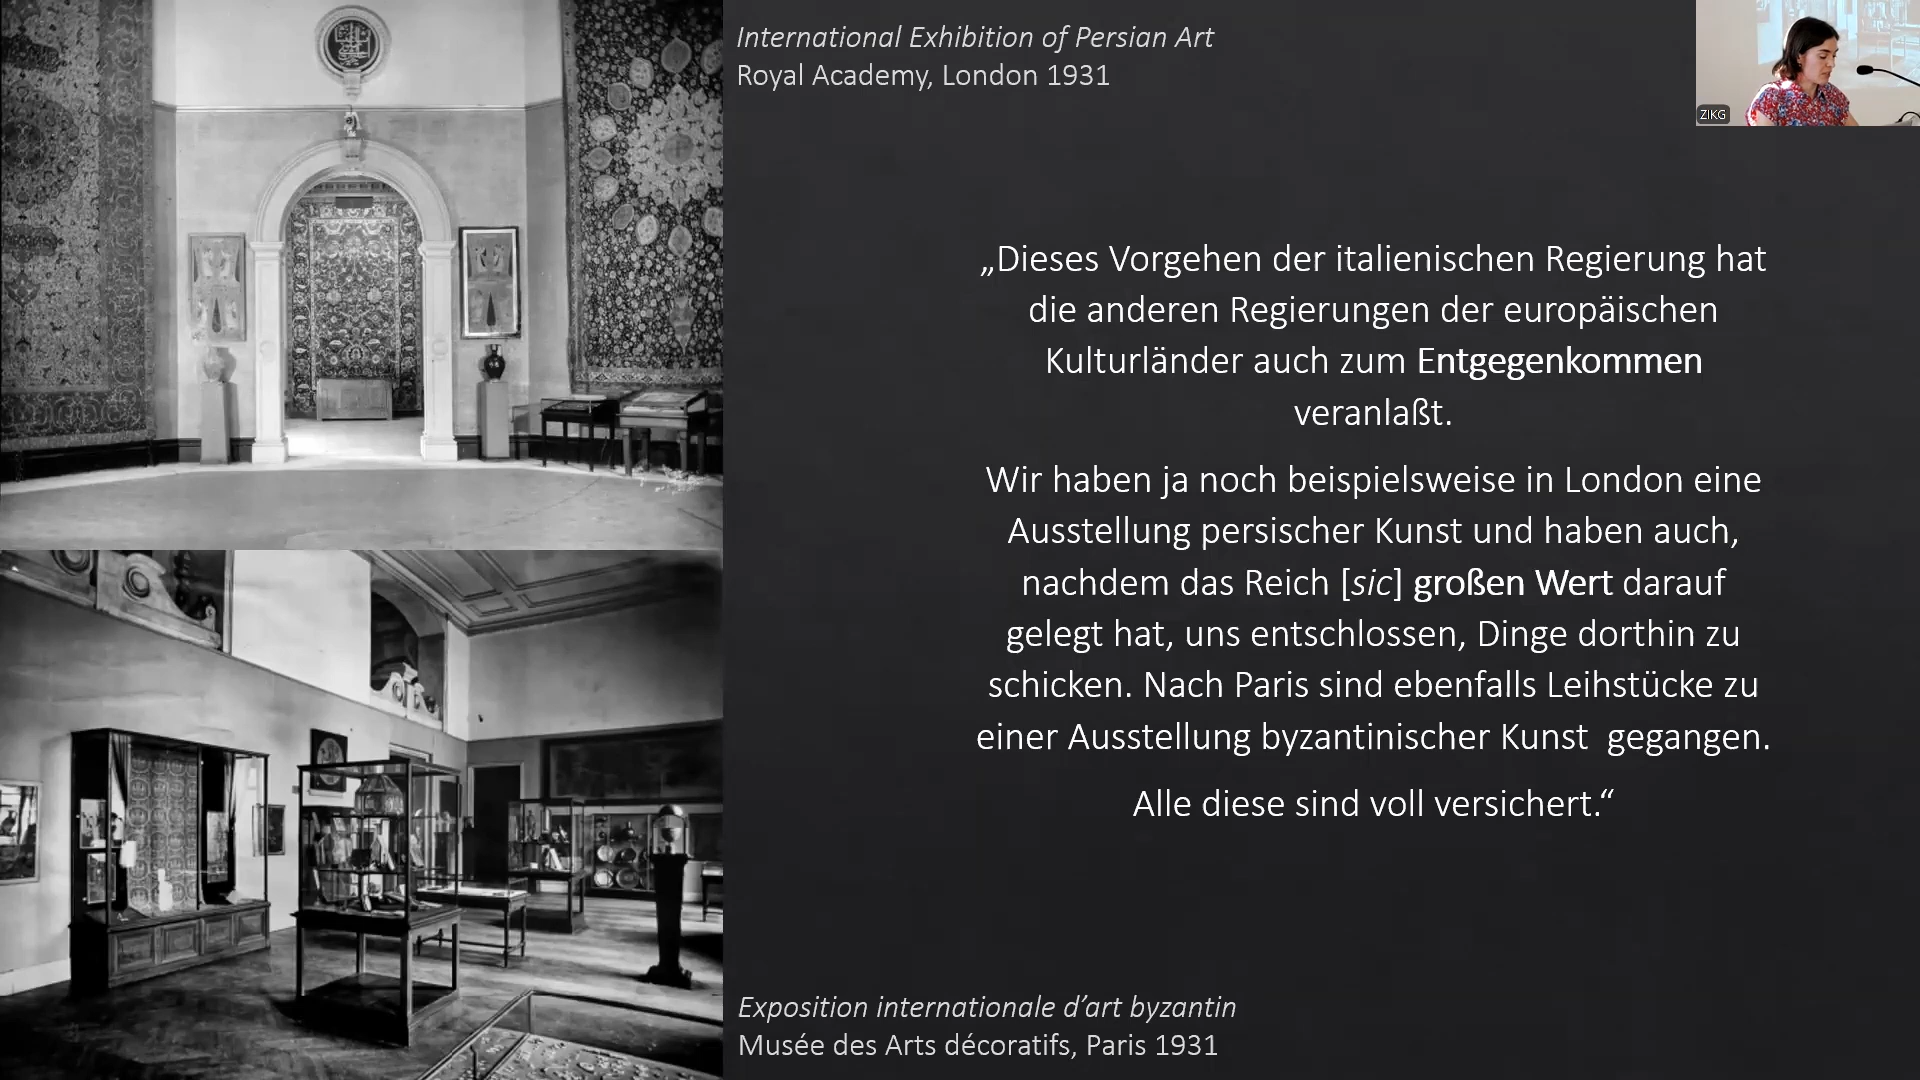 International Exhibition of Persian Art
Royal Academy, London 1931
ZIKG
„Dieses Vorgehen der italienischen Regierung hat
die anderen Regierungen der europäischen
Kulturländer auch zum Entgegenkommen
veranlaßt.
Wir haben ja noch beispielsweise in London eine
Ausstellung persischer Kunst und haben auch,
nachdem das Reich [sic] großen Wert darauf
gelegt hat, uns entschlossen, Dinge dorthin zu
schicken. Nach Paris sind ebenfalls Leihstücke zu
einer Ausstellung byzantinischer Kunst  gegangen.
Alle diese sind voll versichert.“
Exposition internationale d’art byzantin
Musée des Arts décoratifs, Paris 1931